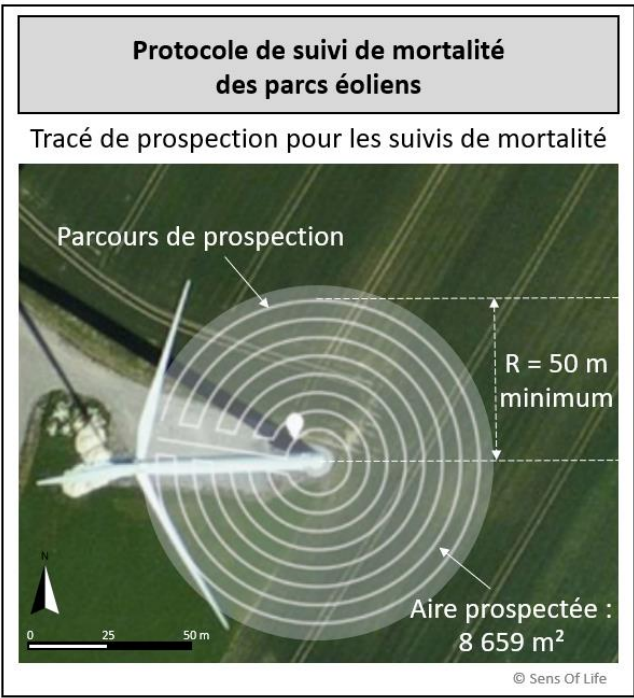 Protocole de suivi de mortalité
des parcs éoliens
Tracé de prospection pour les suivis de mortalité
Parcours de prospection
R = 50 m
minimum
N
0 25 50 m
Aire prospectée :
8 659 m²
© Sens Of Life